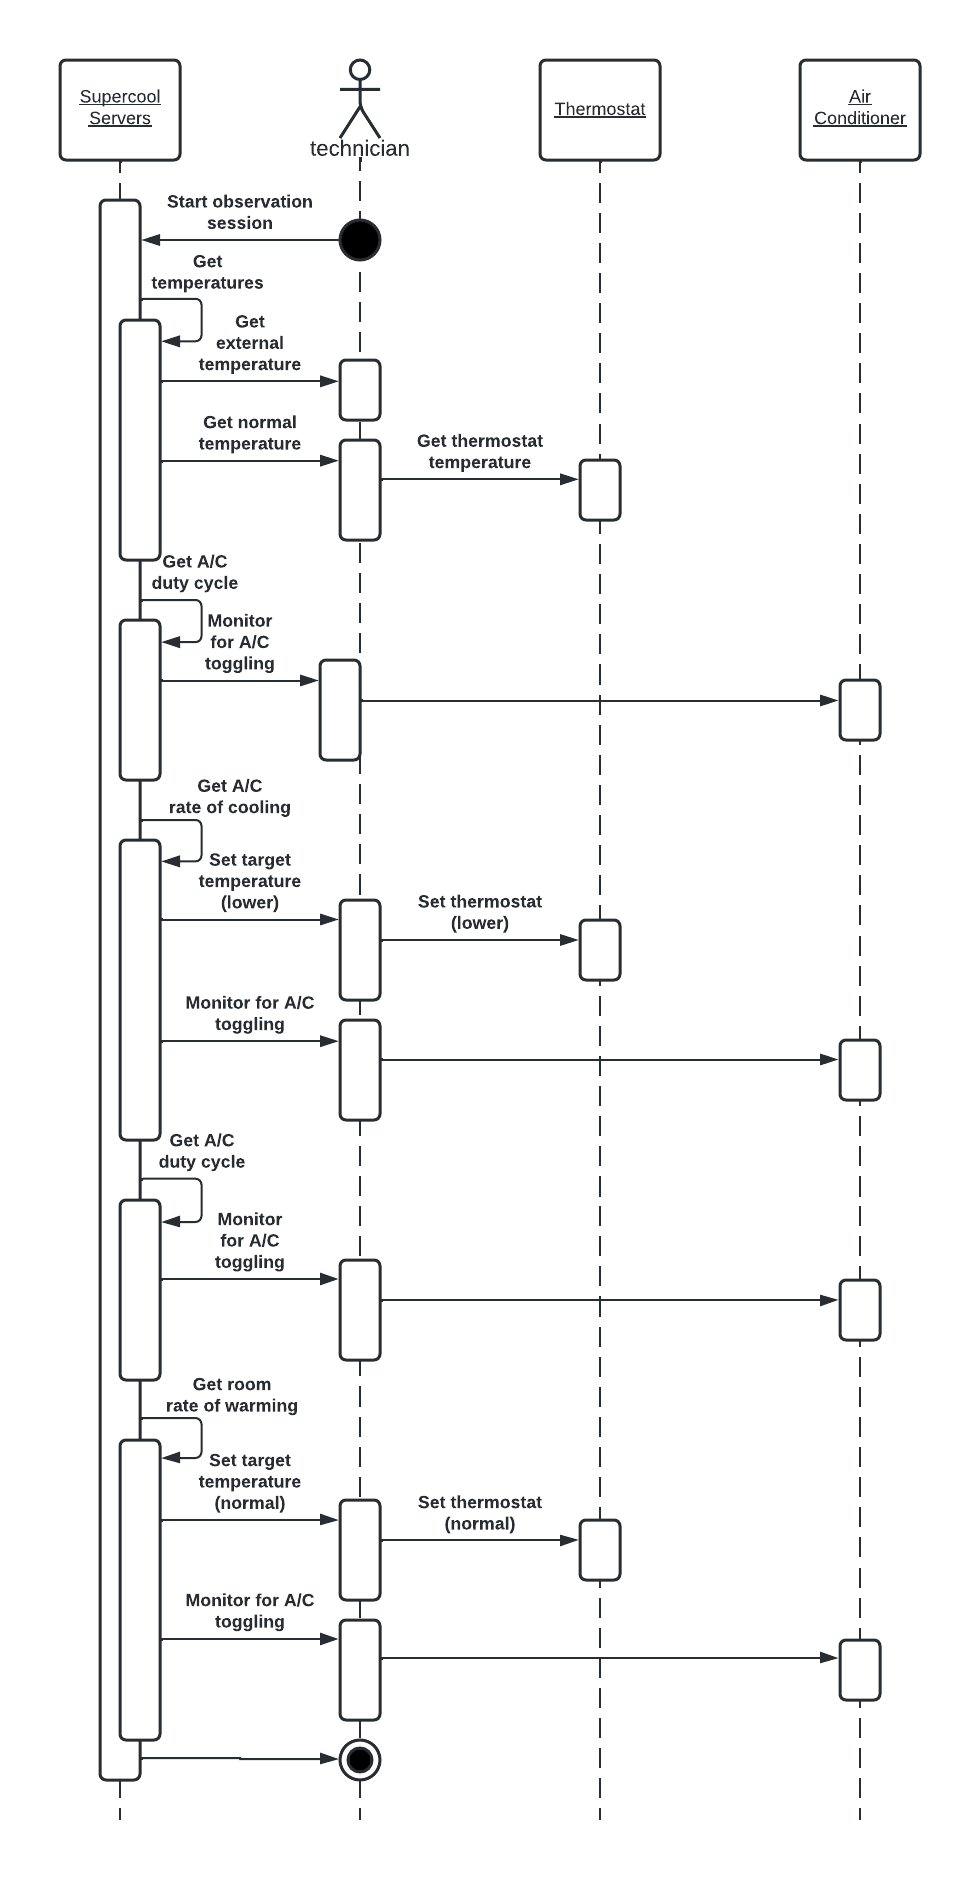 Supercool
Servers
technician
Thermostat
Air
Conditioner
Start observation
session
Get
temperatures
Get
external
temperature
Get normal
temperature
Get thermostat
temperature
Get A/C
duty cycle
Monitor
for A/C
toggling
Get A/C
rate of cooling
Set target
temperature
(lower)
Set thermostat
(lower)
Monitor for A/C
toggling
Get A/C
duty cycle
Monitor
for A/C
toggling
Get room
rate of warming
Set target
temperature
(normal)
Set thermostat
(normal)
Monitor for A/C
toggling